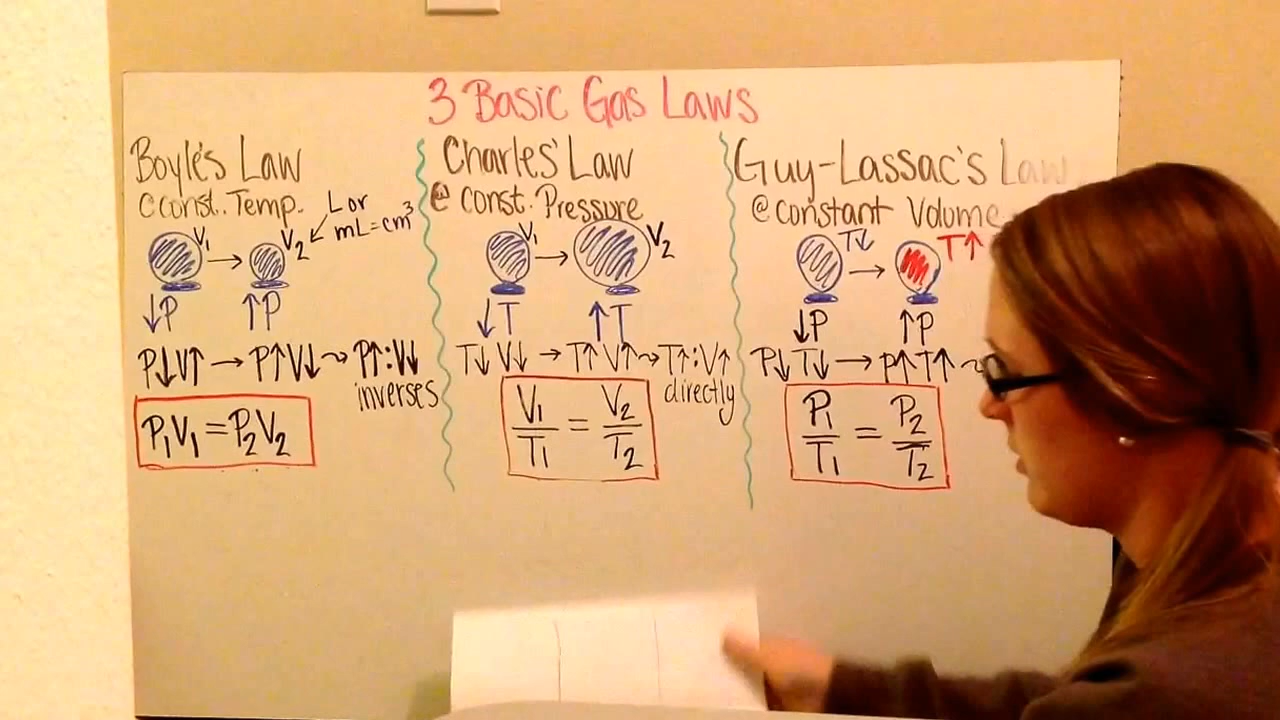 3 Basic Gas Laws
Boyle's Law
@ const. Temp.
L or
mL = cm³
V₁ → V₂
↓P ↑P
P↓V↑ → P↑V↓ ⤳ P↑:V↓
inverses
P₁V₁ = P₂V₂
Charles' Law
@ const. Pressure
V₁ → V₂
↓T ↑T
T↓V↓ → T↑V↑ ⤳ T↑:V↑
directly
V₁/T₁ = V₂/T₂
Guy-Lassac's Law
@ constant Volume
T↓ → T↑
↓P ↑P
P↓T↓ → P↑T↑ ⤳
P₁/T₁ = P₂/T₂